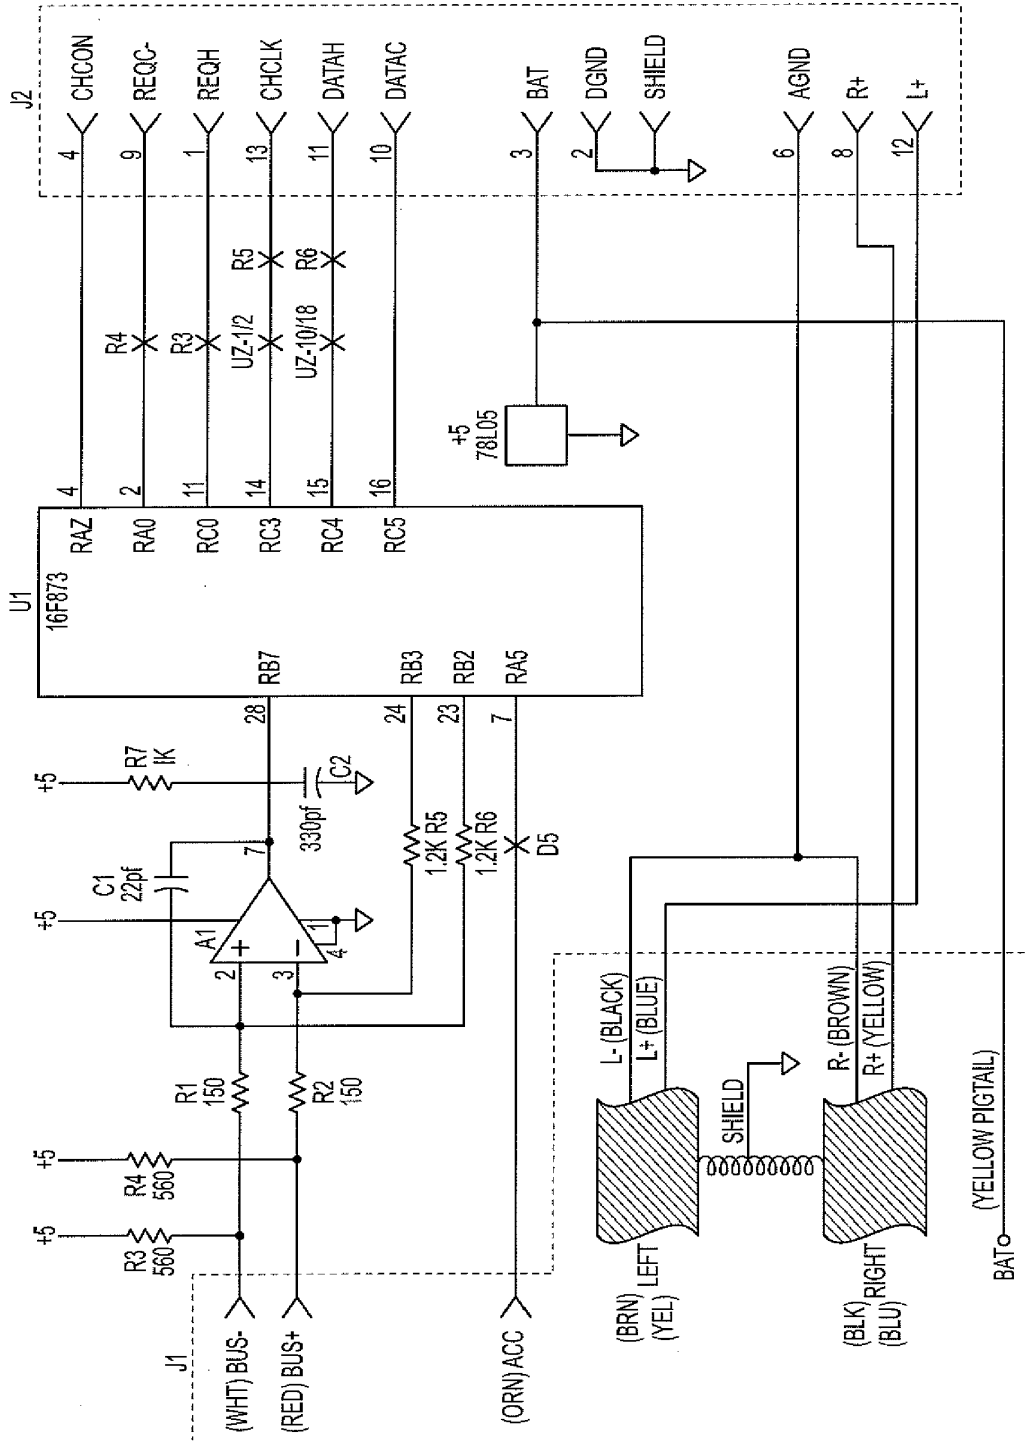 J2
4 CHCON
9 REQC-
1 REQH
13 CHCLK
11 DATAH
10 DATAC
3 BAT
2 DGND
SHIELD
6 AGND
8 R+
12 L+
R4
R3
R5
UZ-1/2
R6
UZ-10/18
+5
78L05
U1
16F873
4 RAZ
2 RA0
11 RC0
14 RC3
15 RC4
16 RC5
RB7 28
RB3 24
RB2 23
RA5 7
+5
R7
1K
330pf
C2
1.2K R5
1.2K R6
D5
C1
22pf
+5
A1
7
2 +
3 -
1
4
R1
150
R2
150
+5
R4
560
+5
R3
560
J1
(WHT) BUS-
(RED) BUS+
(ORN) ACC
L- (BLACK)
L+ (BLUE)
R- (BROWN)
R+ (YELLOW)
SHIELD
(BRN)
(YEL)
LEFT
(BLK)
(BLU)
RIGHT
BAT
(YELLOW PIGTAIL)